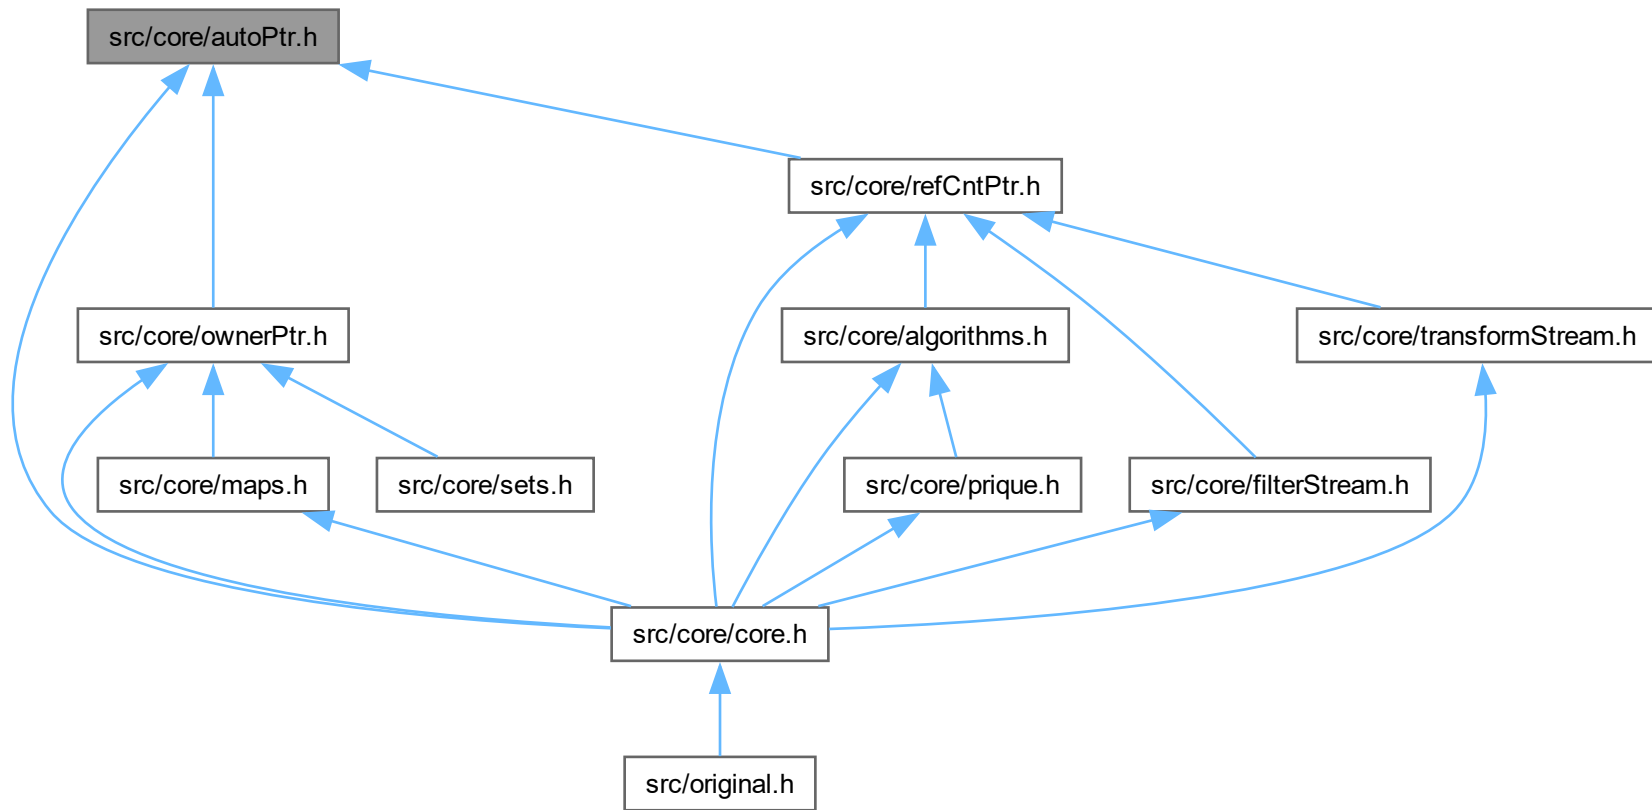 src/core/autoPtr.h
src/core/refCntPtr.h
src/core/ownerPtr.h
src/core/algorithms.h
src/core/transformStream.h
src/core/maps.h
src/core/sets.h
src/core/prique.h
src/core/filterStream.h
src/core/core.h
src/original.h